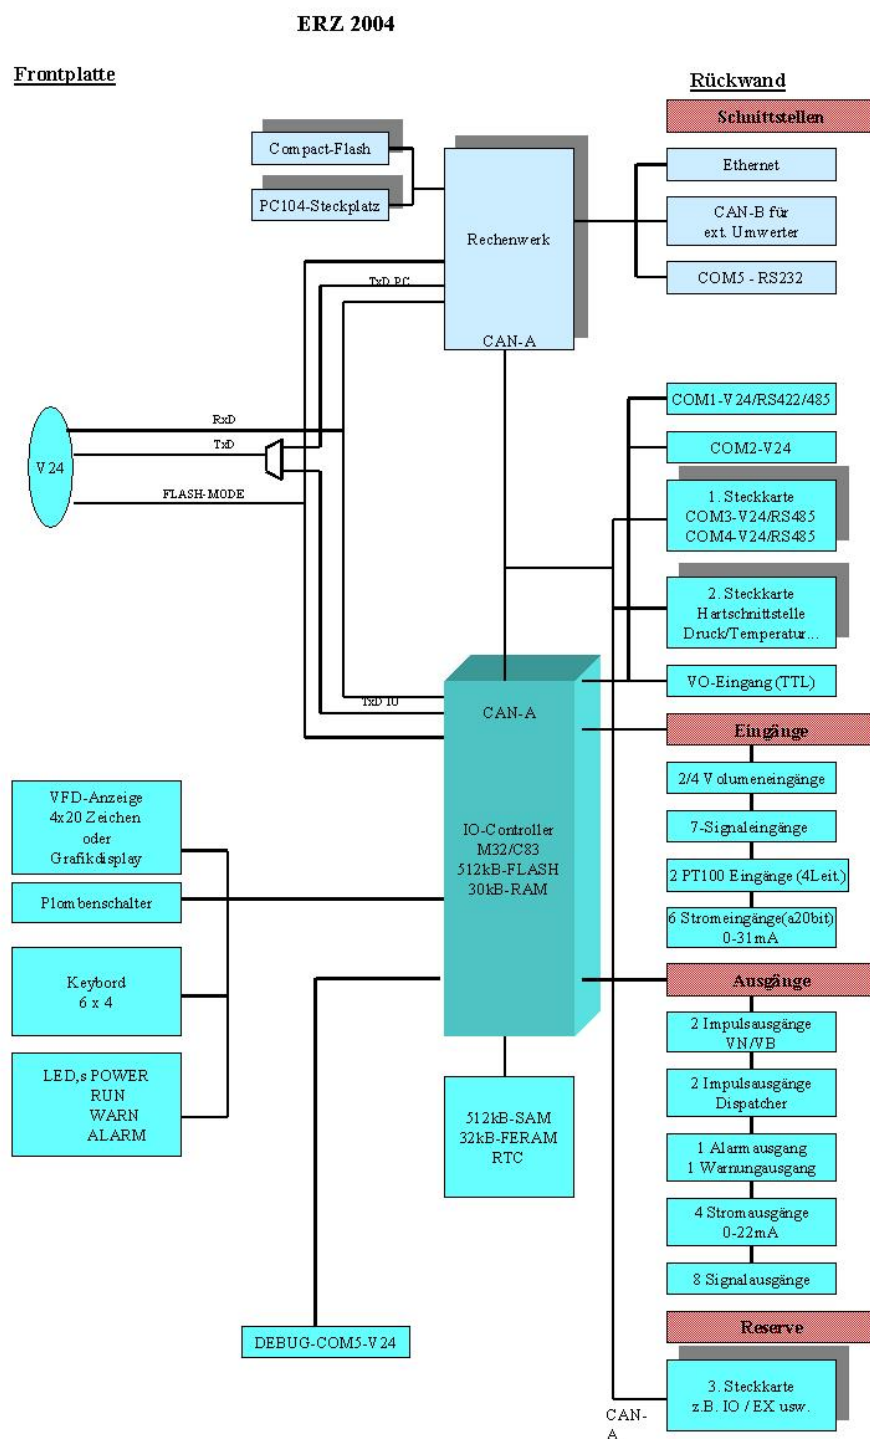 ERZ 2004
Frontplatte
Rückwand
Schnittstellen
Compact-Flash
PC104-Steckplatz
Rechenwerk
CAN-A
Ethernet
CAN-B für
ext. Umwerter
COM5 - RS232
TxD PC
RxD
TxD
V24
FLASH-MODE
COM1-V24/RS422/485
COM2-V24
1. Steckkarte
COM3-V24/RS485
COM4-V24/RS485
2. Steckkarte
Hartschnittstelle
Druck/Temperatur...
VO-Eingang (TTL)
TxD IO
CAN-A
IO-Controller
M32/C83
512kB-FLASH
30kB-RAM
Eingänge
2/4 Volumeneingänge
7-Signaleingänge
2 PT100 Eingänge (4Leit.)
6 Stromeingänge(a20bit)
0-31mA
VFD-Anzeige
4x20 Zeichen
oder
Grafikdisplay
Plombenschalter
Keybord
6 x 4
LED,s POWER
RUN
WARN
ALARM
512kB-SAM
32kB-FERAM
RTC
DEBUG-COM5-V24
Ausgänge
2 Impulsausgänge
VN/VB
2 Impulsausgänge
Dispatcher
1 Alarmausgang
1 Warnungausgang
4 Stromausgänge
0-22mA
8 Signalausgänge
Reserve
3. Steckkarte
z.B. IO / EX usw.
CAN-
A